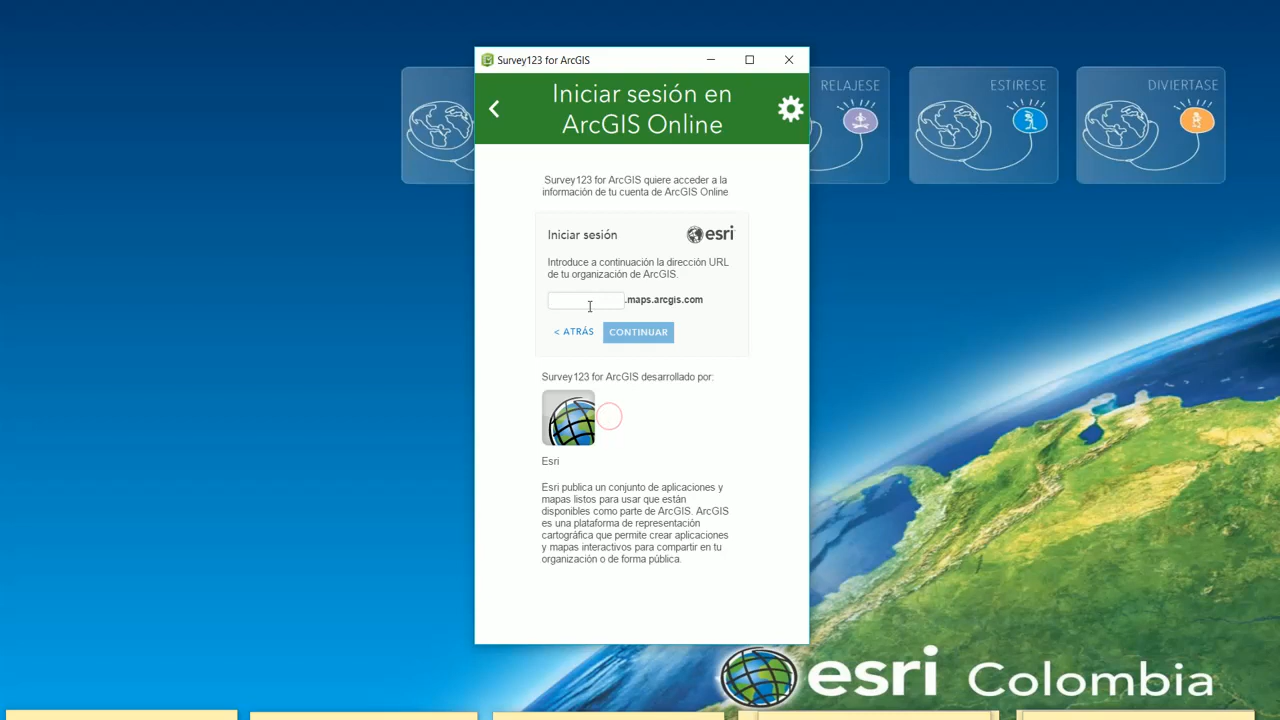 Survey123 for ArcGIS
Iniciar sesión en
ArcGIS Online
RELAJESE
ESTIRESE
DIVIERTASE
Survey123 for ArcGIS quiere acceder a la
información de tu cuenta de ArcGIS Online
Iniciar sesión
esri
Introduce a continuación la dirección URL
de tu organización de ArcGIS.
.maps.arcgis.com
< ATRÁS
CONTINUAR
Survey123 for ArcGIS desarrollado por:
Esri
Esri publica un conjunto de aplicaciones y
mapas listos para usar que están
disponibles como parte de ArcGIS. ArcGIS
es una plataforma de representación
cartográfica que permite crear aplicaciones
y mapas interactivos para compartir en tu
organización o de forma pública.
esri Colombia